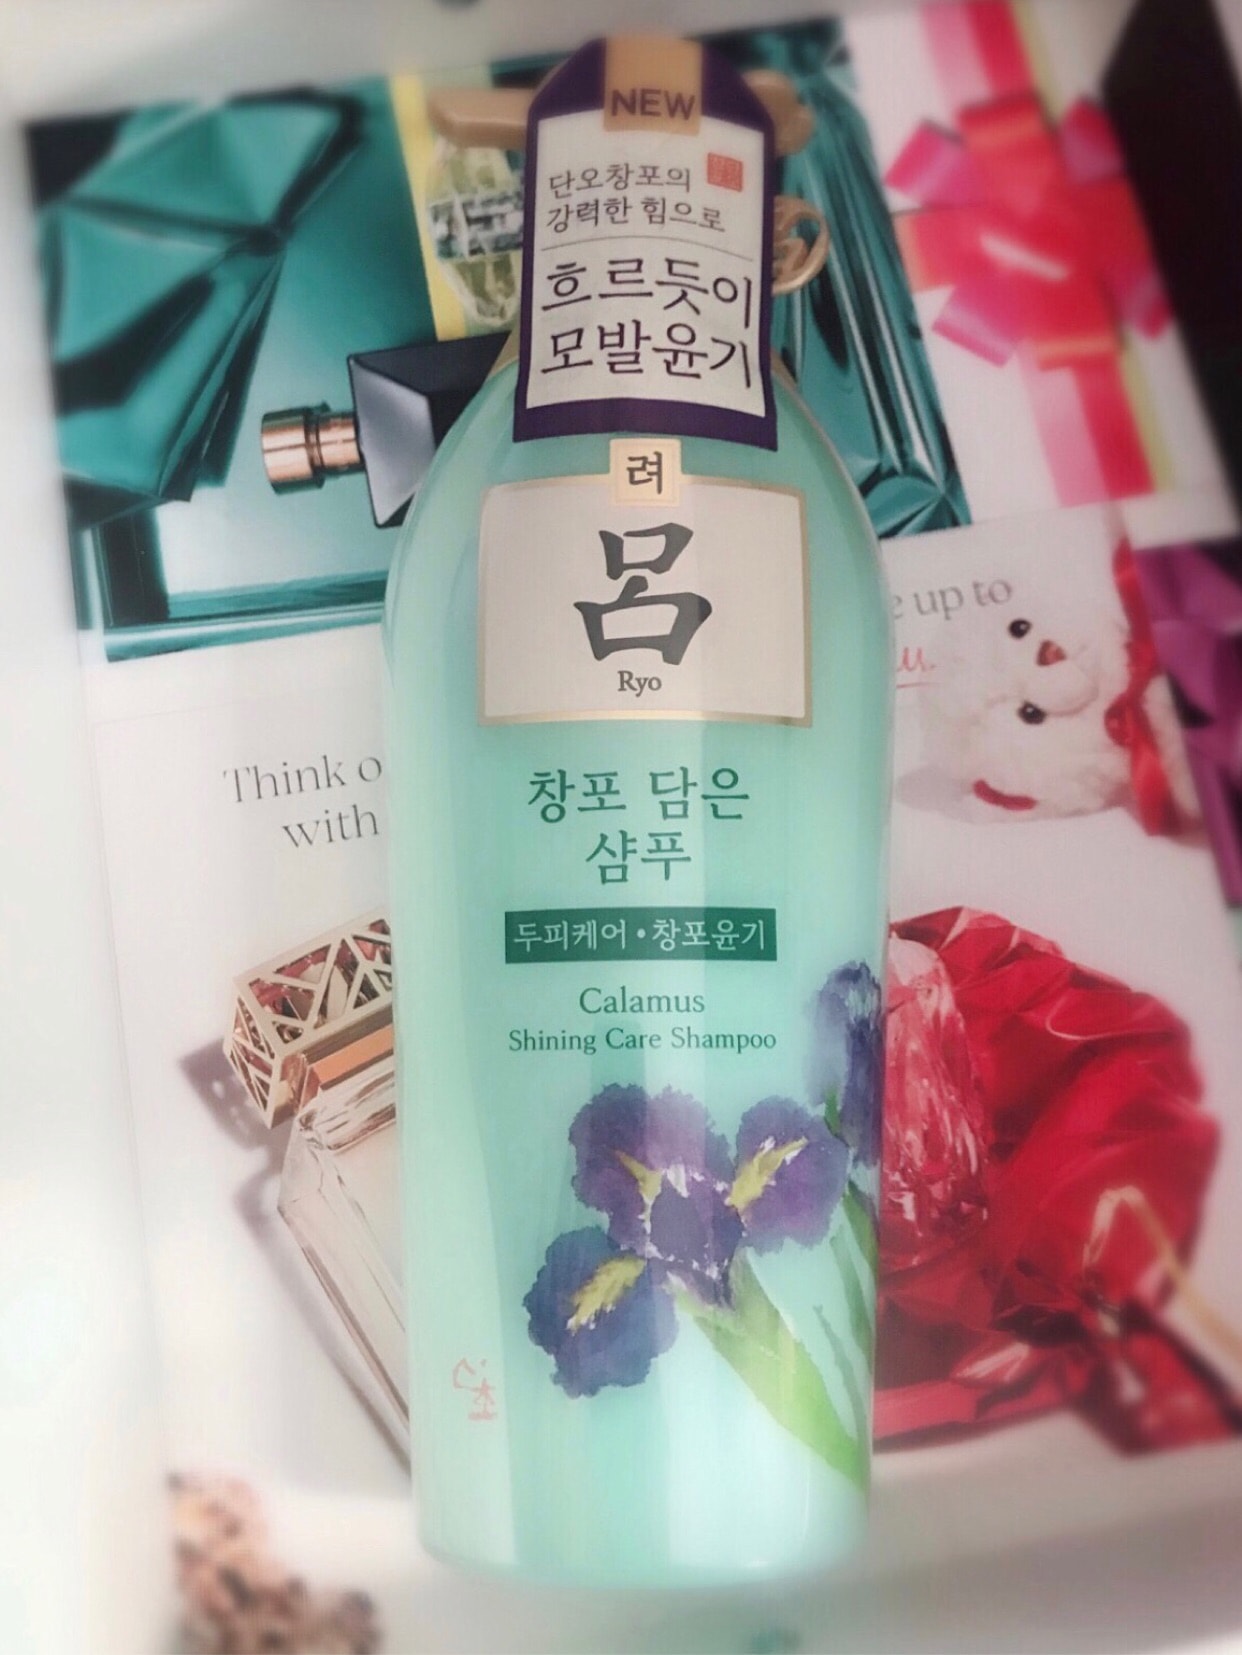 NEW
단오창포의
강력한 힘으로
흐르듯이
모발윤기
려
呂
Ryo
창포 담은
샴푸
두피케어•창포윤기
Calamus
Shining Care Shampoo
Think
with
up to